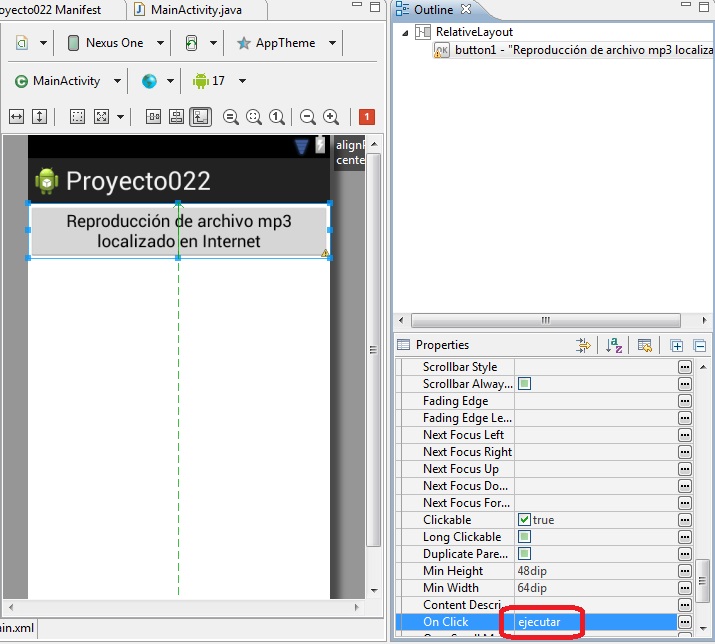 oyecto022 Manifest
MainActivity.java
Nexus One
AppTheme
MainActivity
17
1
1
Proyecto022
Reproducción de archivo mp3
localizado en Internet
in.xml
Outline
RelativeLayout
OK
button1 - "Reproducción de archivo mp3 localiza
Properties
Scrollbar Style
Scrollbar Alway...
Fading Edge
Fading Edge Le...
Next Focus Left
Next Focus Right
Next Focus Up
Next Focus Do...
Next Focus For...
Clickable
true
Long Clickable
Duplicate Pare...
Min Height
48dip
Min Width
64dip
Content Descri...
On Click
ejecutar